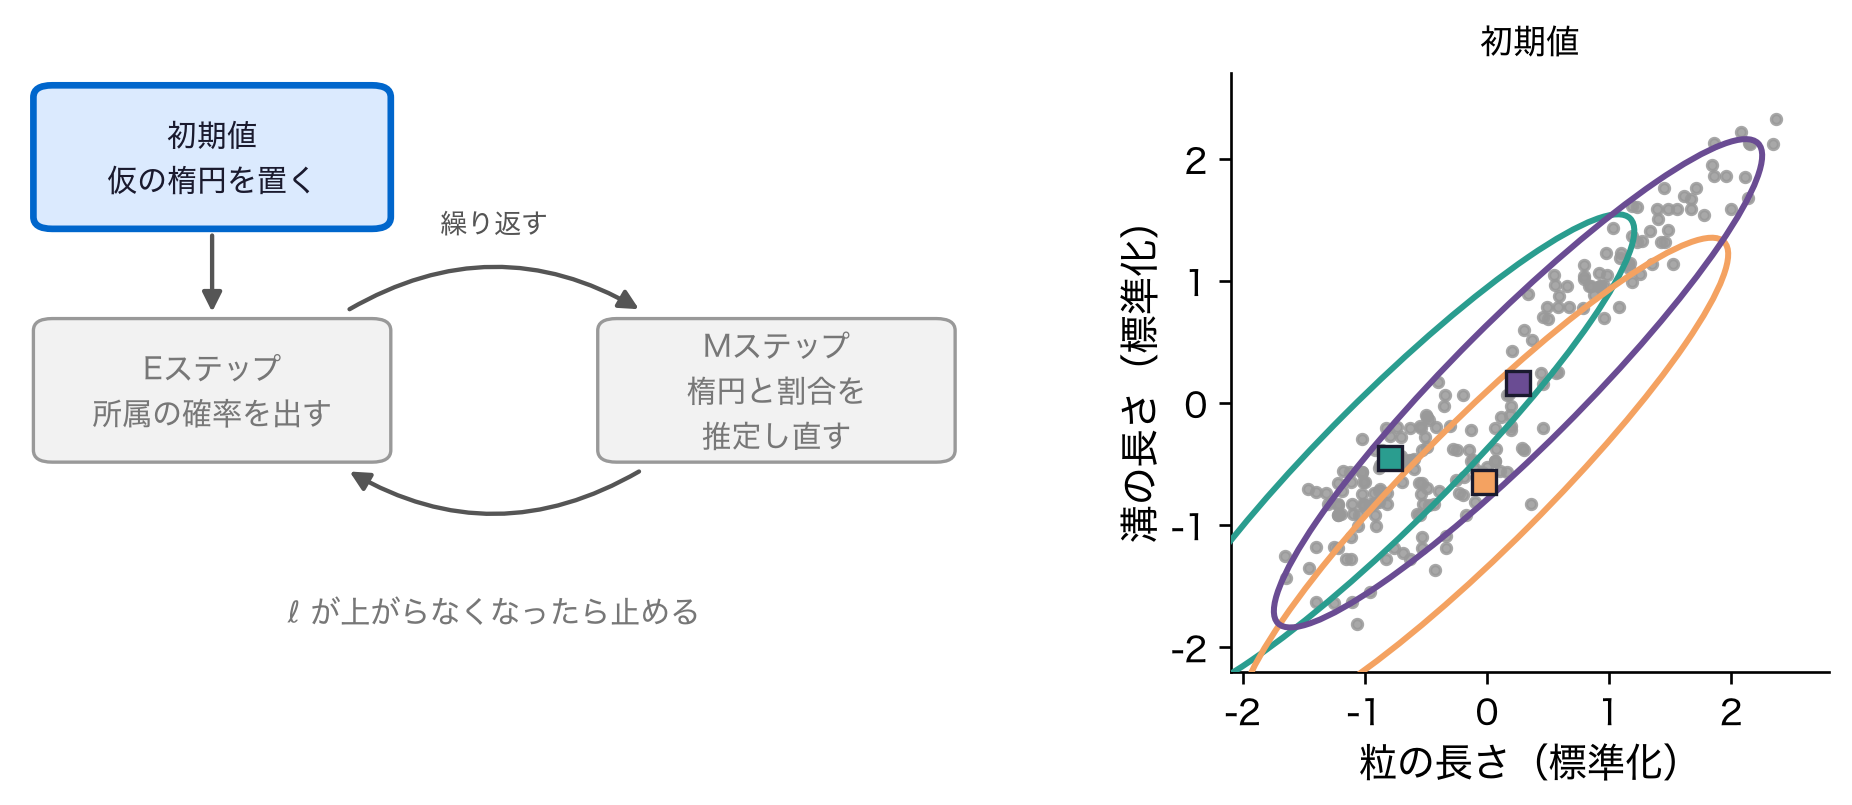 初期値
仮の楕円を置く
繰り返す
Eステップ
所属の確率を出す
Mステップ
楕円と割合を
推定し直す
ℓ が上がらなくなったら止める
初期値
溝の長さ（標準化）
2
1
0
-1
-2
-2
-1
0
1
2
粒の長さ（標準化）